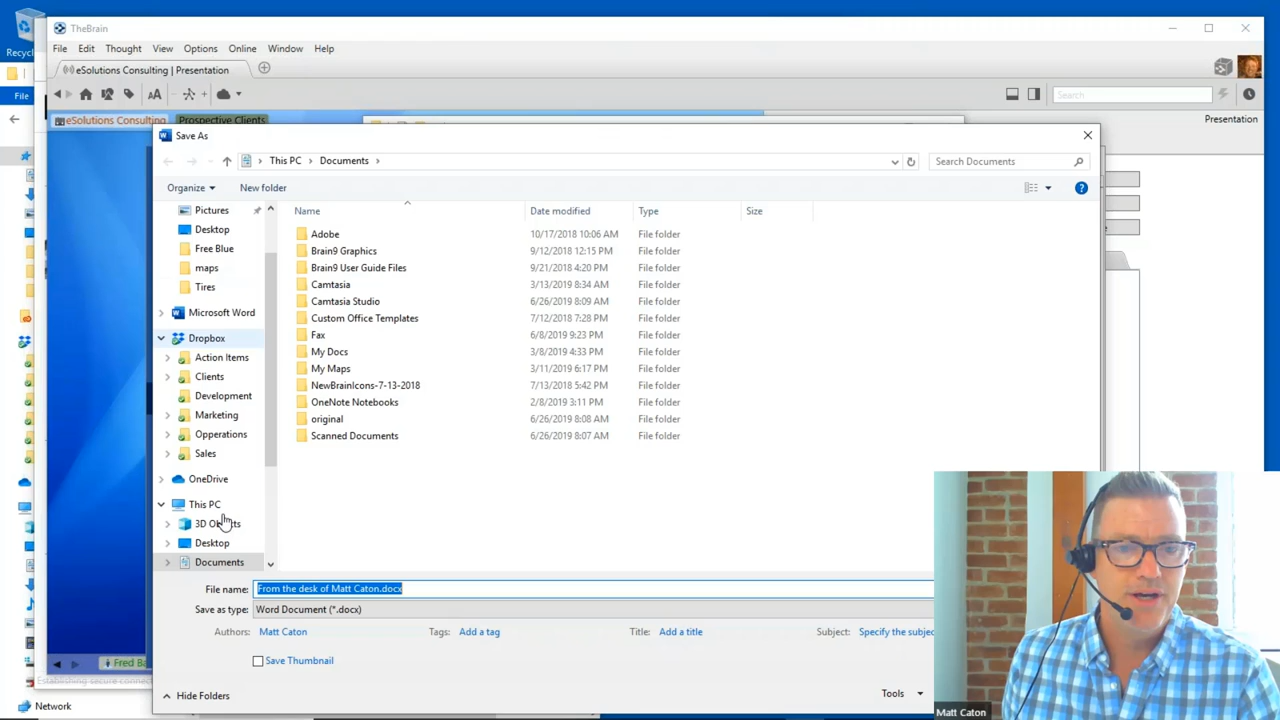 TheBrain
File Edit Thought View Options Online Window Help
eSolutions Consulting | Presentation
Search
eSolutions Consulting Prospective Clients
Presentation
Recyc
File
Save As
This PC > Documents >
Search Documents
Organize New folder
Name Date modified Type Size
Pictures
Desktop
Free Blue
maps
Tires
Microsoft Word
Dropbox
Action Items
Clients
Development
Marketing
Opperations
Sales
OneDrive
This PC
3D Objects
Desktop
Documents
Adobe 10/17/2018 10:06 AM File folder
Brain9 Graphics 9/12/2018 12:15 PM File folder
Brain9 User Guide Files 9/21/2018 4:20 PM File folder
Camtasia 3/13/2019 8:34 AM File folder
Camtasia Studio 6/26/2019 8:09 AM File folder
Custom Office Templates 7/12/2018 7:28 PM File folder
Fax 6/8/2019 9:23 PM File folder
My Docs 3/8/2019 4:33 PM File folder
My Maps 3/11/2019 6:17 PM File folder
NewBrainIcons-7-13-2018 7/13/2018 5:42 PM File folder
OneNote Notebooks 2/8/2019 3:11 PM File folder
original 6/26/2019 8:08 AM File folder
Scanned Documents 6/26/2019 8:07 AM File folder
File name: From the desk of Matt Caton.docx
Save as type: Word Document (*.docx)
Authors: Matt Caton Tags: Add a tag Title: Add a title Subject: Specify the subjec
Save Thumbnail
Hide Folders
Tools
Fred Ba
Establishing secure connec
Network
Matt Caton